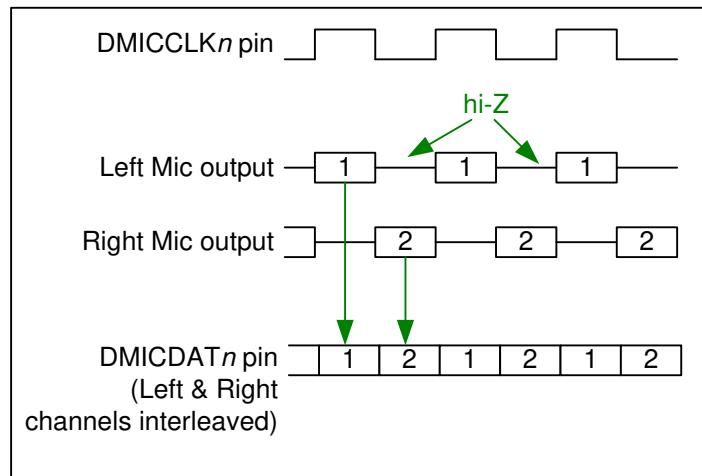 DMICCLKn pin
hi-Z
Left Mic output
1 1 1
Right Mic output
2 2 2
DMICDATn pin
1 2 1 2 1 2
(Left & Right
channels interleaved)